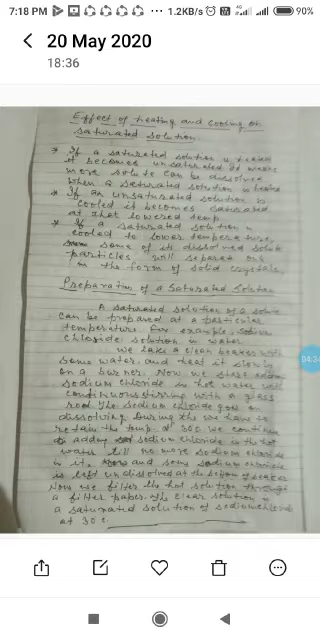 7:18 PM 1.2KB/s 4G 90%
20 May 2020
18:36
Effect of Heating and cooling on
saturated solution
* If a saturated solution is heated
it becomes unsaturated it means
more solute can be dissolved
when a saturated solution is heated
* If an unsaturated solution is
cooled it becomes saturated
at that lowered temp.
* If a saturated solution is
cooled to lower temperature,
some of its dissolved solute
particles will separate out
in the form of solid crystals.
Preparation of a Saturated Solution
A saturated solution of a solute
can be prepared at a particular
temperature for example, sodium
chloride solution in water
we take a clean beaker with
some water and heat it slowly
on a burner. Now we start adding
sodium chloride in hot water with
continuous stirring with a glass
rod. The sodium chloride goes on
dissolving during this we have to
retain the temp. at 30c. we continue
adding sodium chloride in the hot
water till no more sodium chloride
in it. and some sodium chloride
is left undissolved at the bottom of beaker
Now we filter the hot solution through
a filter paper. The clear solution is
a saturated solution of sodium chloride
at 30 c.